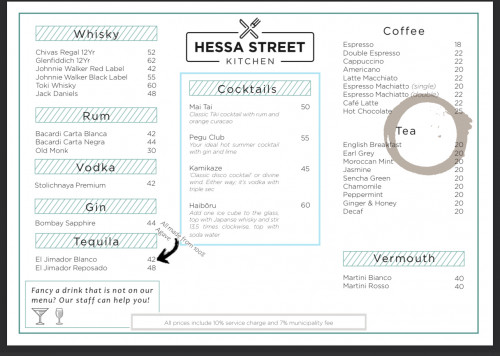 Whisky
Chivas Regal 12Yr 52
Glenfiddich 12Yr 62
Johnnie Walker Red Label 42
Johnnie Walker Black Label 55
Toki Whisky 60
Jack Daniels 48
Rum
Bacardi Carta Blanca 42
Bacardi Carta Negra 44
Old Monk 30
Vodka
Stolichnaya Premium 42
Gin
Bombay Sapphire 44
Tequila
All made from 100%
Agave
El Jimador Blanco 42
El Jimador Reposado 48
Fancy a drink that is not on our
menu? Our staff can help you!
HESSA STREET
KITCHEN
Cocktails
Mai Tai 50
Classic Tiki cocktail with rum and
orange curacao
Pegu Club 55
Your ideal hot summer cocktail
with gin and lime
Kamikaze 45
'Classic disco cocktail' or divine
wind. Either way, it's vodka with
triple sec
Haibōru 60
Add one ice cube to the glass,
top with Japanse whisky and stir
13.5 times clockwise, top with
soda water
Coffee
Espresso 18
Double Espresso 22
Cappuccino 22
Americano 20
Latte Macchiato 22
Espresso Machiatto (single) 20
Espresso Machiatto (double) 22
Café Latte 22
Hot Chocolate 25
Tea
English Breakfast 20
Earl Grey 20
Moroccan Mint 20
Jasmine 20
Sencha Green 20
Chamomile 20
Peppermint 20
Ginger & Honey 20
Decaf 20
Vermouth
Martini Bianco 40
Martini Rosso 40
All prices include 10% service charge and 7% municipality fee